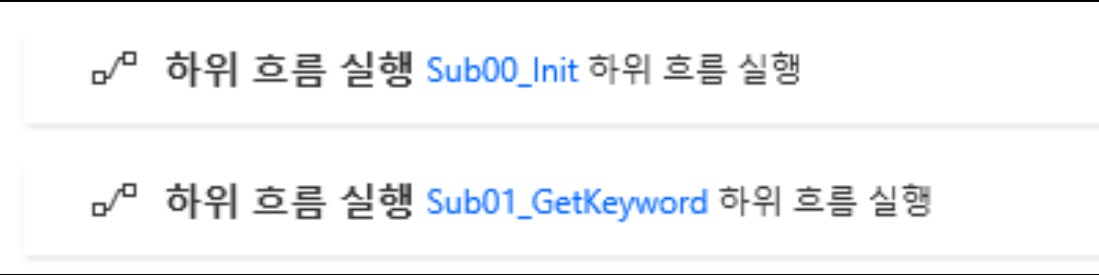 하위 흐름 실행 Sub00_Init 하위 흐름 실행
하위 흐름 실행 Sub01_GetKeyword 하위 흐름 실행